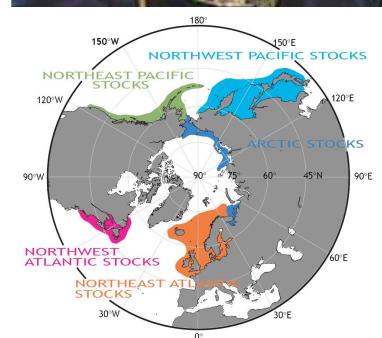 180°
150°W
150°E
NORTHWEST PACIFIC STOCKS
NORTHEAST PACIFIC
STOCKS
120°W
120°E
ARCTIC STOCKS
90°W
90°
75°
60°
45°N
90°E
NORTHWEST
ATLANTIC STOCKS
60°E
NORTHEAST ATLANTIC
STOCKS
30°W
30°E
0°